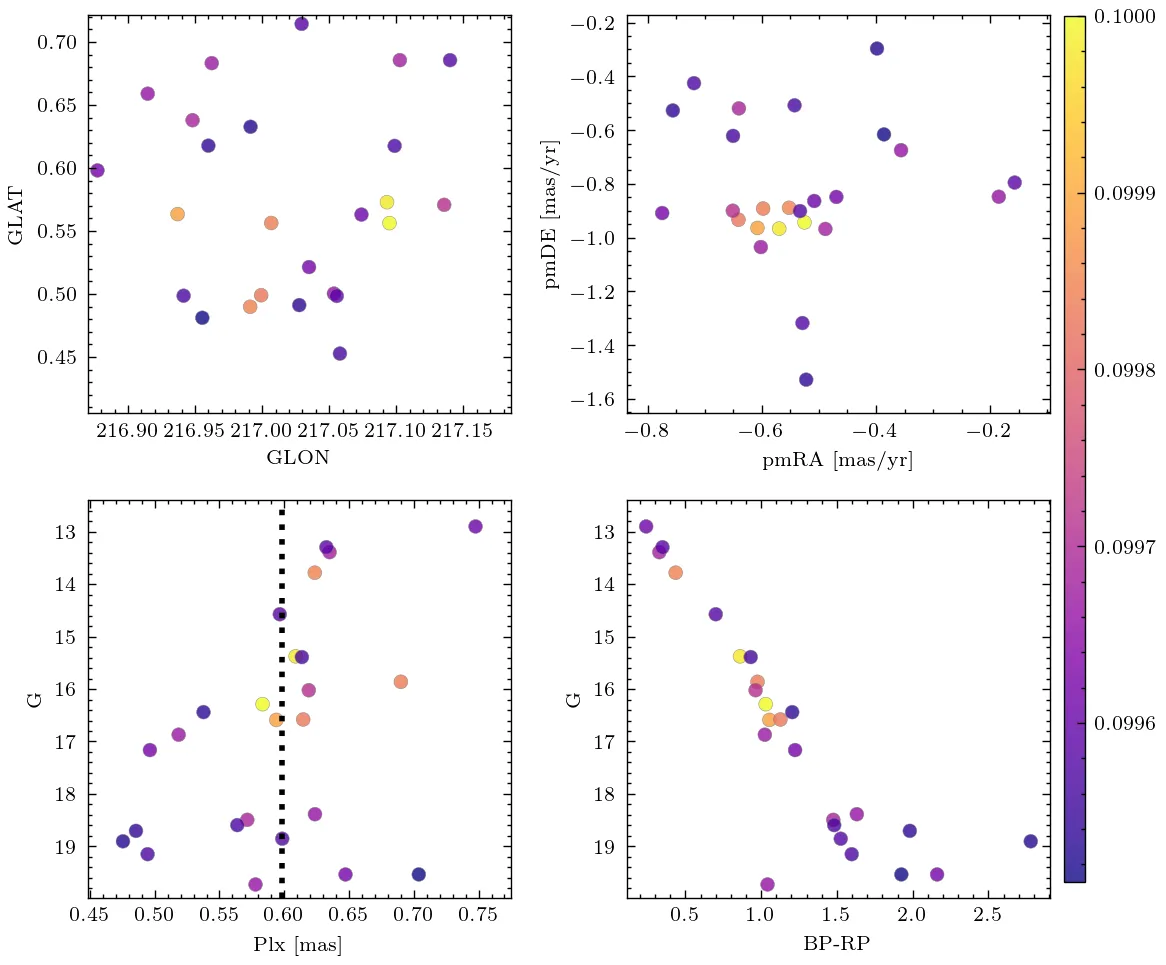 0.70
0.65
0.60
0.55
0.50
0.45
GLAT
216.90 216.95 217.00 217.05 217.10 217.15
GLON
−0.2
−0.4
−0.6
−0.8
−1.0
−1.2
−1.4
−1.6
pmDE [mas/yr]
−0.8 −0.6 −0.4 −0.2
pmRA [mas/yr]
0.1000
0.0999
0.0998
0.0997
0.0996
13
14
15
16
17
18
19
G
0.45 0.50 0.55 0.60 0.65 0.70 0.75
Plx [mas]
13
14
15
16
17
18
19
G
0.5 1.0 1.5 2.0 2.5
BP-RP